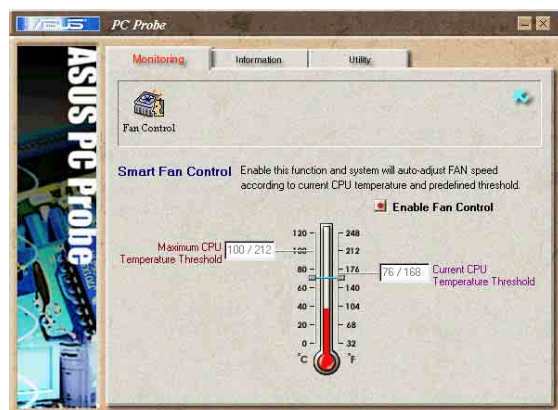 ASUS PC Probe
Monitoring Information Utility
ASUS PC Probe
Fan Control
Smart Fan Control Enable this function and system will auto-adjust FAN speed
according to current CPU temperature and predefined threshold.
Enable Fan Control
Maximum CPU
Temperature Threshold
100 / 212
120 248
100 212
80 176
60 140
40 104
20 68
0 32
°C °F
76 / 168
Current CPU
Temperature Threshold